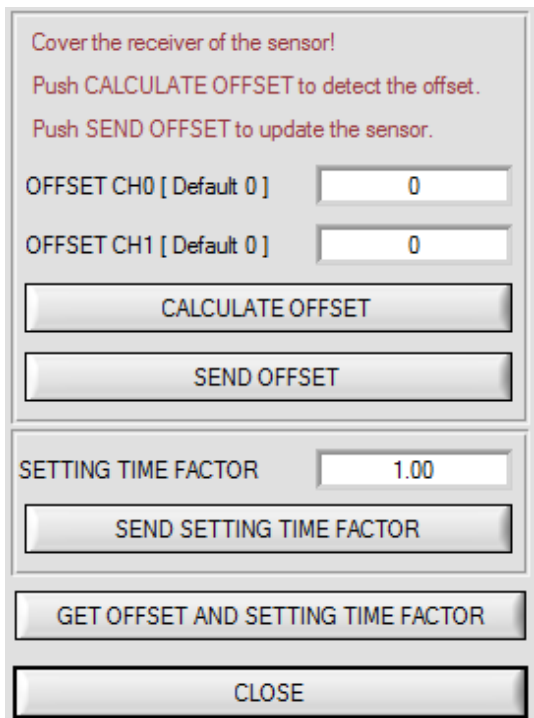 Cover the receiver of the sensor!
Push CALCULATE OFFSET to detect the offset.
Push SEND OFFSET to update the sensor.
OFFSET CH0 [ Default 0 ] 0
OFFSET CH1 [ Default 0 ] 0
CALCULATE OFFSET
SEND OFFSET
SETTING TIME FACTOR 1.00
SEND SETTING TIME FACTOR
GET OFFSET AND SETTING TIME FACTOR
CLOSE